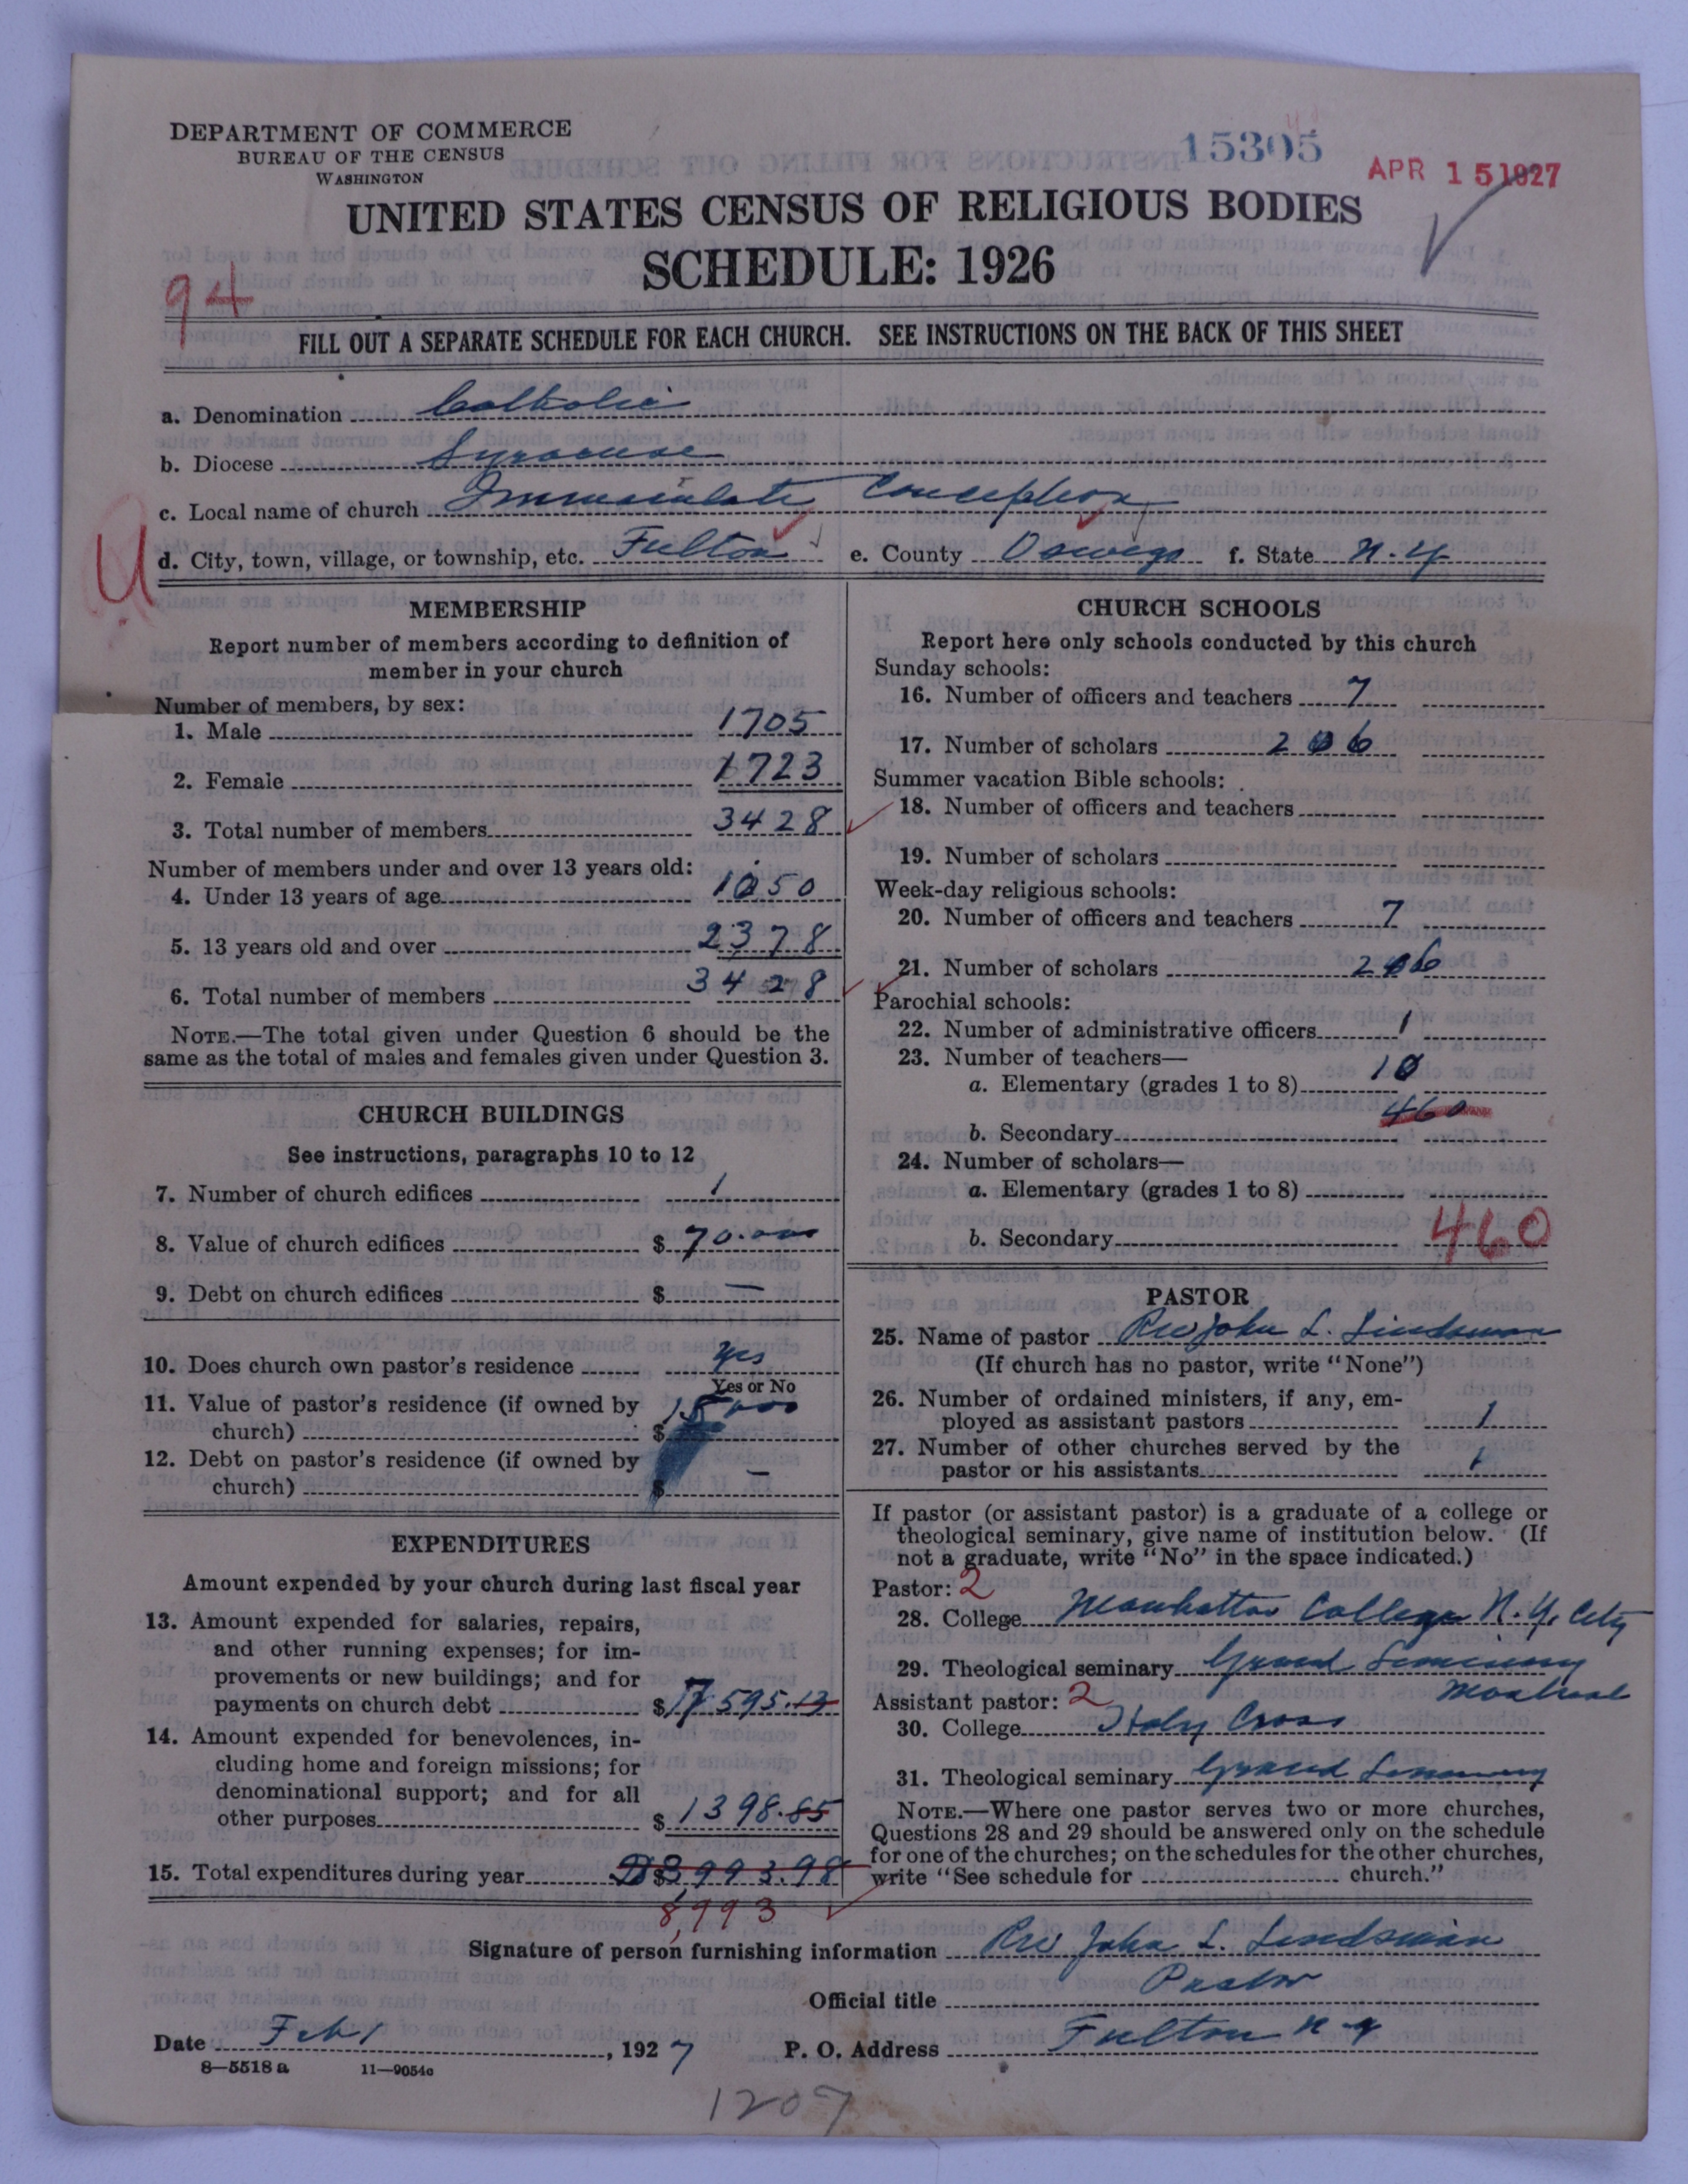 DEPARTMENT OF COMMERCE
BUREAU OF THE CENSUS
WASHINGTON
15305
APR 15 1927
UNITED STATES CENSUS OF RELIGIOUS BODIES
SCHEDULE: 1926
94
FILL OUT A SEPARATE SCHEDULE FOR EACH CHURCH. SEE INSTRUCTIONS ON THE BACK OF THIS SHEET
a. Denomination Catholic
b. Diocese Syracuse
c. Local name of church Immaculate Conception
d. City, town, village, or township, etc. Fulton e. County Oswego f. State N. Y.
U
MEMBERSHIP
Report number of members according to definition of
member in your church
Number of members, by sex:
1. Male 1705
2. Female 1723
3. Total number of members 3428
Number of members under and over 13 years old:
4. Under 13 years of age 1050
5. 13 years old and over 2378
6. Total number of members 3428
NOTE.—The total given under Question 6 should be the
same as the total of males and females given under Question 3.
CHURCH BUILDINGS
See instructions, paragraphs 10 to 12
7. Number of church edifices 1
8. Value of church edifices $ 70.000
9. Debt on church edifices $ —
10. Does church own pastor's residence yes
Yes or No
11. Value of pastor's residence (if owned by
church) $ 15000
12. Debt on pastor's residence (if owned by
church) $ —
EXPENDITURES
Amount expended by your church during last fiscal year
13. Amount expended for salaries, repairs,
and other running expenses; for im-
provements or new buildings; and for
payments on church debt $ 17 595.13
14. Amount expended for benevolences, in-
cluding home and foreign missions; for
denominational support; and for all
other purposes $ 1398.85
15. Total expenditures during year $ 993.98
8,993
CHURCH SCHOOLS
Report here only schools conducted by this church
Sunday schools:
16. Number of officers and teachers 7
17. Number of scholars 206
Summer vacation Bible schools:
18. Number of officers and teachers
19. Number of scholars
Week-day religious schools:
20. Number of officers and teachers 7
21. Number of scholars 206
Parochial schools:
22. Number of administrative officers 1
23. Number of teachers—
a. Elementary (grades 1 to 8) 10
460
b. Secondary
24. Number of scholars—
a. Elementary (grades 1 to 8)
460
b. Secondary
PASTOR
25. Name of pastor Rev John L. Lindsman
(If church has no pastor, write "None")
26. Number of ordained ministers, if any, em-
ployed as assistant pastors 1
27. Number of other churches served by the
pastor or his assistants 1
If pastor (or assistant pastor) is a graduate of a college or
theological seminary, give name of institution below. (If
not a graduate, write "No" in the space indicated.)
Pastor: 2
28. College Manhattan College N. Y. City
29. Theological seminary Grand Seminary
Montreal
Assistant pastor: 2
30. College Holy Cross
31. Theological seminary Grand Seminary
NOTE.—Where one pastor serves two or more churches,
Questions 28 and 29 should be answered only on the schedule
for one of the churches; on the schedules for the other churches,
write "See schedule for church."
Signature of person furnishing information Rev John L. Lindsman
Official title Pastor
Date Feb 1, 1927 P. O. Address Fulton N Y
8—5518 a 11—9054c
1207